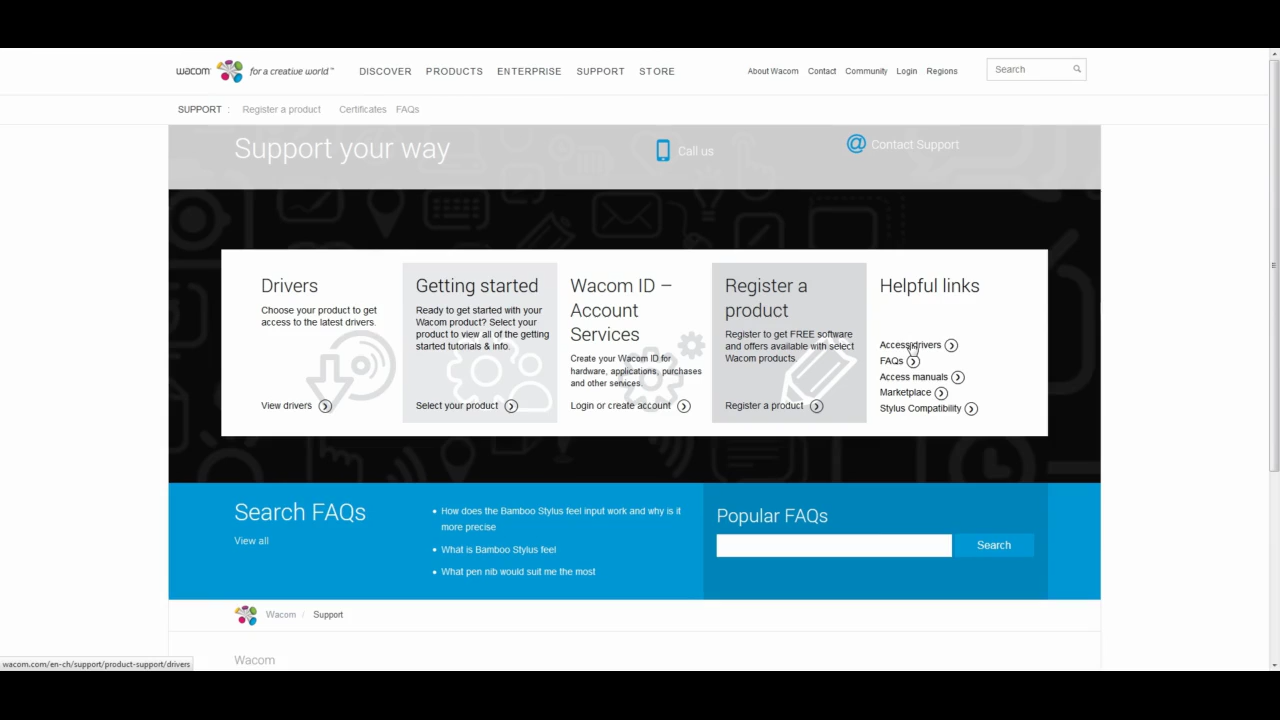 wacom for a creative world™ DISCOVER PRODUCTS ENTERPRISE SUPPORT STORE About Wacom Contact Community Login Regions Search
SUPPORT : Register a product Certificates FAQs
Support your way Call us Contact Support
Drivers
Choose your product to get
access to the latest drivers.
View drivers
Getting started
Ready to get started with your
Wacom product? Select your
product to view all of the getting
started tutorials & info.
Select your product
Wacom ID –
Account
Services
Create your Wacom ID for
hardware, applications, purchases
and other services.
Login or create account
Register a
product
Register to get FREE software
and offers available with select
Wacom products.
Register a product
Helpful links
Access drivers
FAQs
Access manuals
Marketplace
Stylus Compatibility
Search FAQs
View all
• How does the Bamboo Stylus feel input work and why is it
more precise
• What is Bamboo Stylus feel
• What pen nib would suit me the most
Popular FAQs
Search
Wacom / Support
Wacom
wacom.com/en-ch/support/product-support/drivers